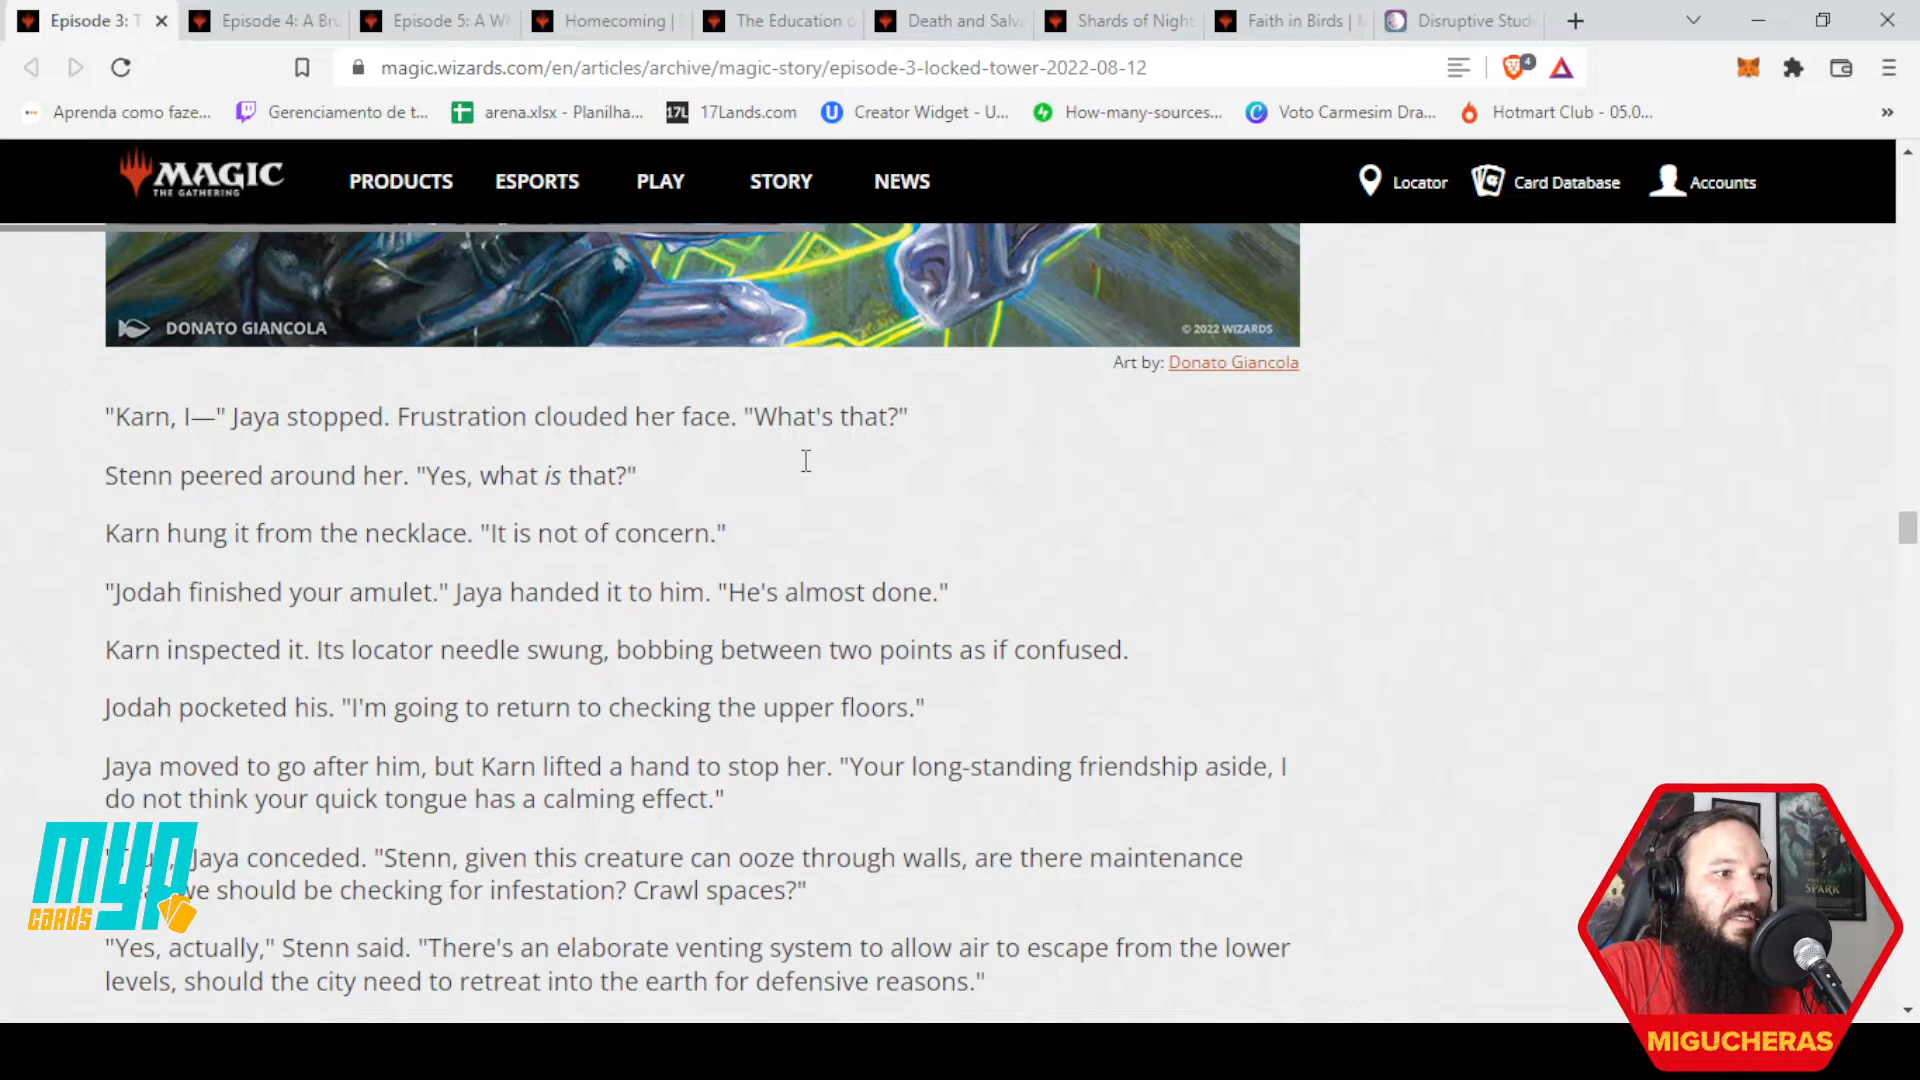 Episode 3: T
Episode 4: A Bru
Episode 5: A W
Homecoming |
The Education o
Death and Salva
Shards of Night
Faith in Birds |
Disruptive Stud
magic.wizards.com/en/articles/archive/magic-story/episode-3-locked-tower-2022-08-12
4
Aprenda como faze...
Gerenciamento de t...
arena.xlsx - Planilha...
17L 17Lands.com
Creator Widget - U...
How-many-sources...
Voto Carmesim Dra...
Hotmart Club - 05.0...
MAGIC
THE GATHERING
PRODUCTS
ESPORTS
PLAY
STORY
NEWS
Locator
Card Database
Accounts
DONATO GIANCOLA
© 2022 WIZARDS
Art by: Donato Giancola
"Karn, I—" Jaya stopped. Frustration clouded her face. "What's that?"
Stenn peered around her. "Yes, what is that?"
Karn hung it from the necklace. "It is not of concern."
"Jodah finished your amulet." Jaya handed it to him. "He's almost done."
Karn inspected it. Its locator needle swung, bobbing between two points as if confused.
Jodah pocketed his. "I'm going to return to checking the upper floors."
Jaya moved to go after him, but Karn lifted a hand to stop her. "Your long-standing friendship aside, I
do not think your quick tongue has a calming effect."
Jaya conceded. "Stenn, given this creature can ooze through walls, are there maintenance
we should be checking for infestation? Crawl spaces?"
"Yes, actually," Stenn said. "There's an elaborate venting system to allow air to escape from the lower
levels, should the city need to retreat into the earth for defensive reasons."
myp
cards
SPARK
MIGUCHERAS